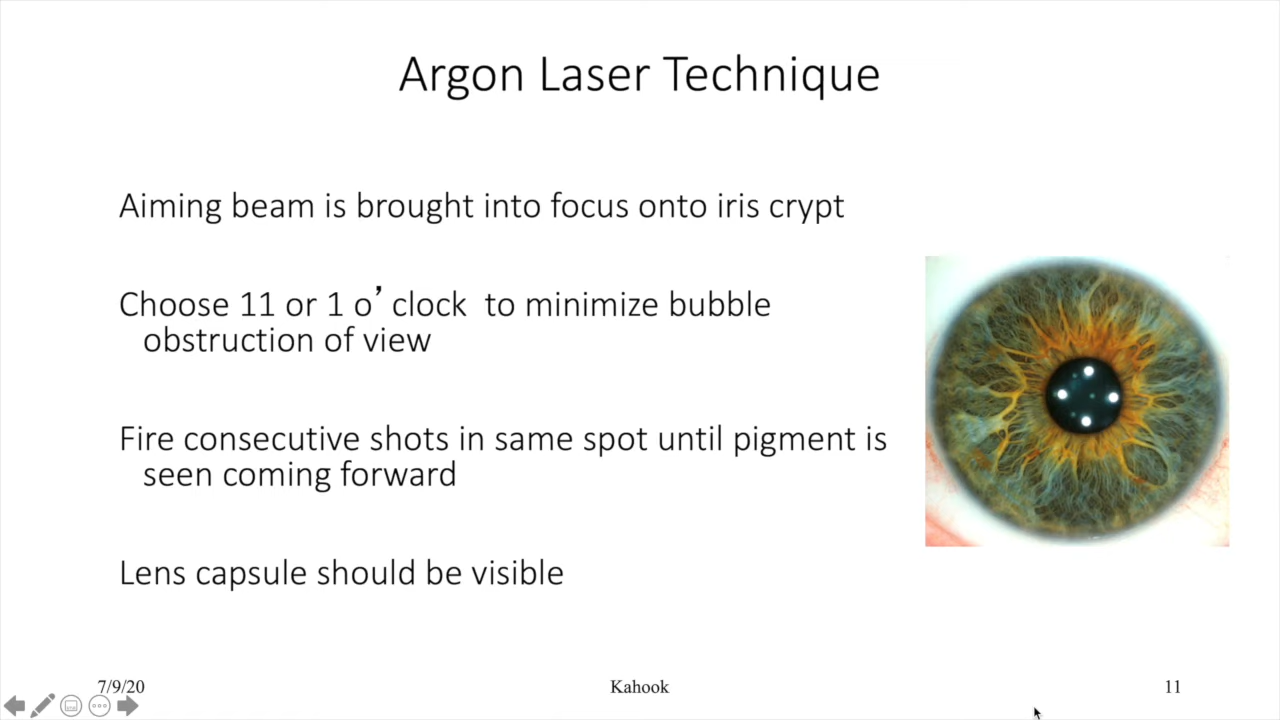 Argon Laser Technique
Aiming beam is brought into focus onto iris crypt
Choose 11 or 1 o’ clock  to minimize bubble
obstruction of view
Fire consecutive shots in same spot until pigment is
seen coming forward
Lens capsule should be visible
7/9/20
Kahook
11